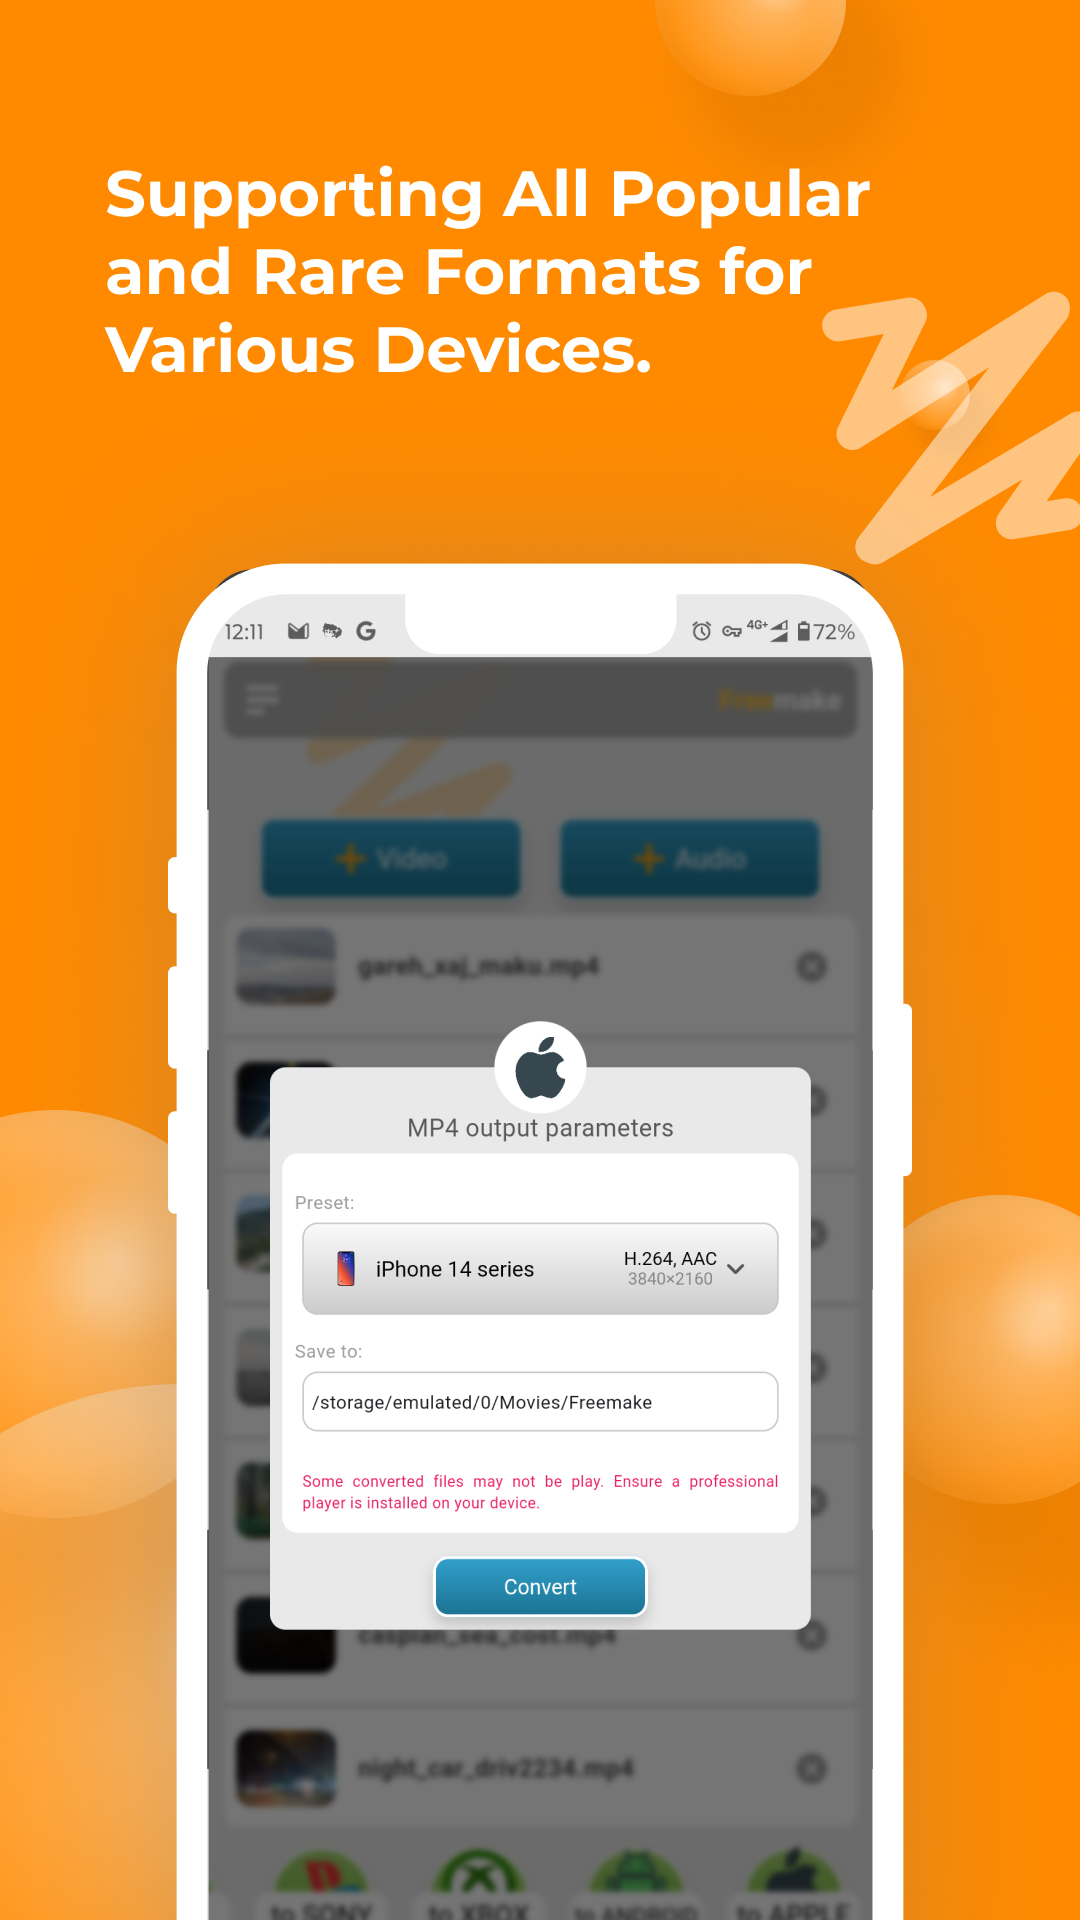 Supporting All Popular
and Rare Formats for
Various Devices.
12:11
4G+
72%
Freemake
Video
Audio
gareh_xaj_maku.mp4
MP4 output parameters
Preset:
iPhone 14 series
H.264, AAC
3840×2160
Save to:
/storage/emulated/0/Movies/Freemake
Some converted files may not be play. Ensure a professional
player is installed on your device.
Convert
caspian_sea_cost.mp4
night_car_driv2234.mp4
to SONY
to XBOX
to ANDROID
to APPLE